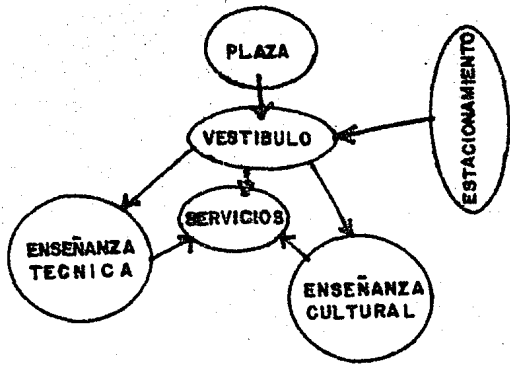 PLAZA
ESTACIONAMIENTO
VESTIBULO
SERVICIOS
ENSEÑANZA
TECNICA
ENSEÑANZA
CULTURAL